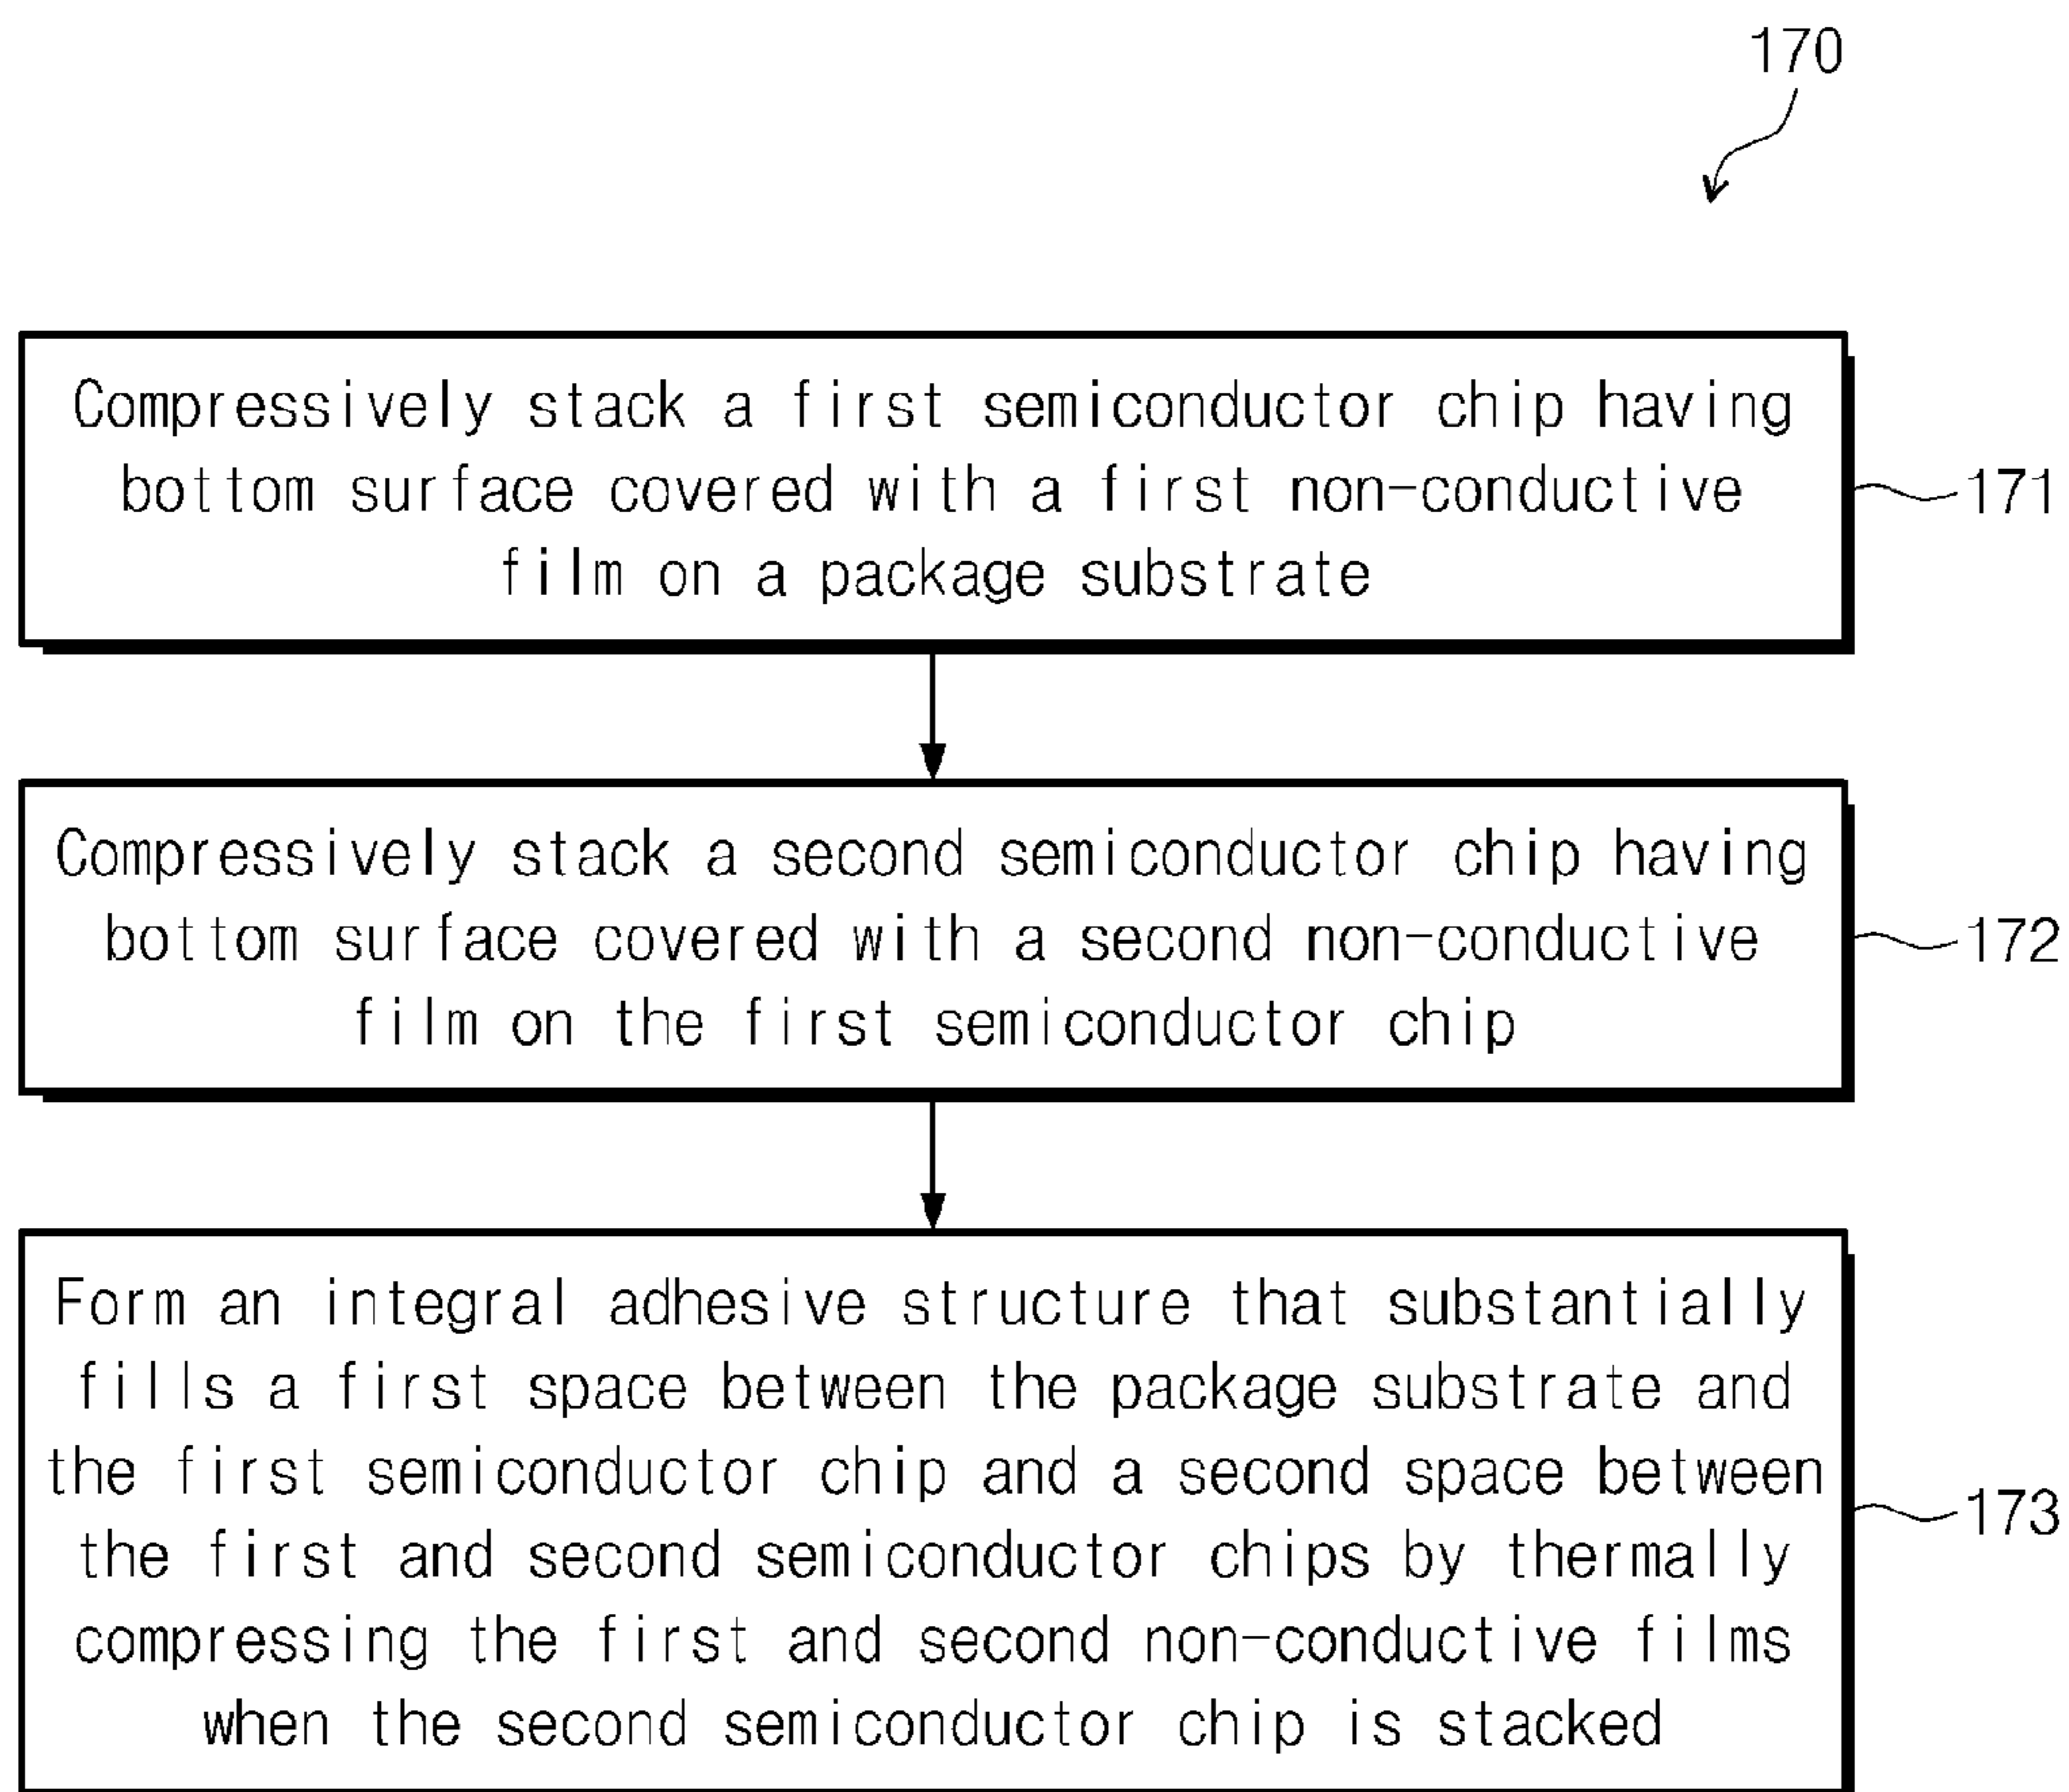 170
Compressively stack a first semiconductor chip having
bottom surface covered with a first non-conductive
film on a package substrate
171
Compressively stack a second semiconductor chip having
bottom surface covered with a second non-conductive
film on the first semiconductor chip
172
Form an integral adhesive structure that substantially
fills a first space between the package substrate and
the first semiconductor chip and a second space between
the first and second semiconductor chips by thermally
compressing the first and second non-conductive films
when the second semiconductor chip is stacked
173